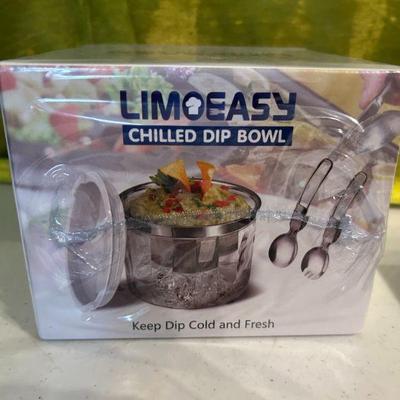 LIMOEASY
CHILLED DIP BOWL
Keep Dip Cold and Fresh